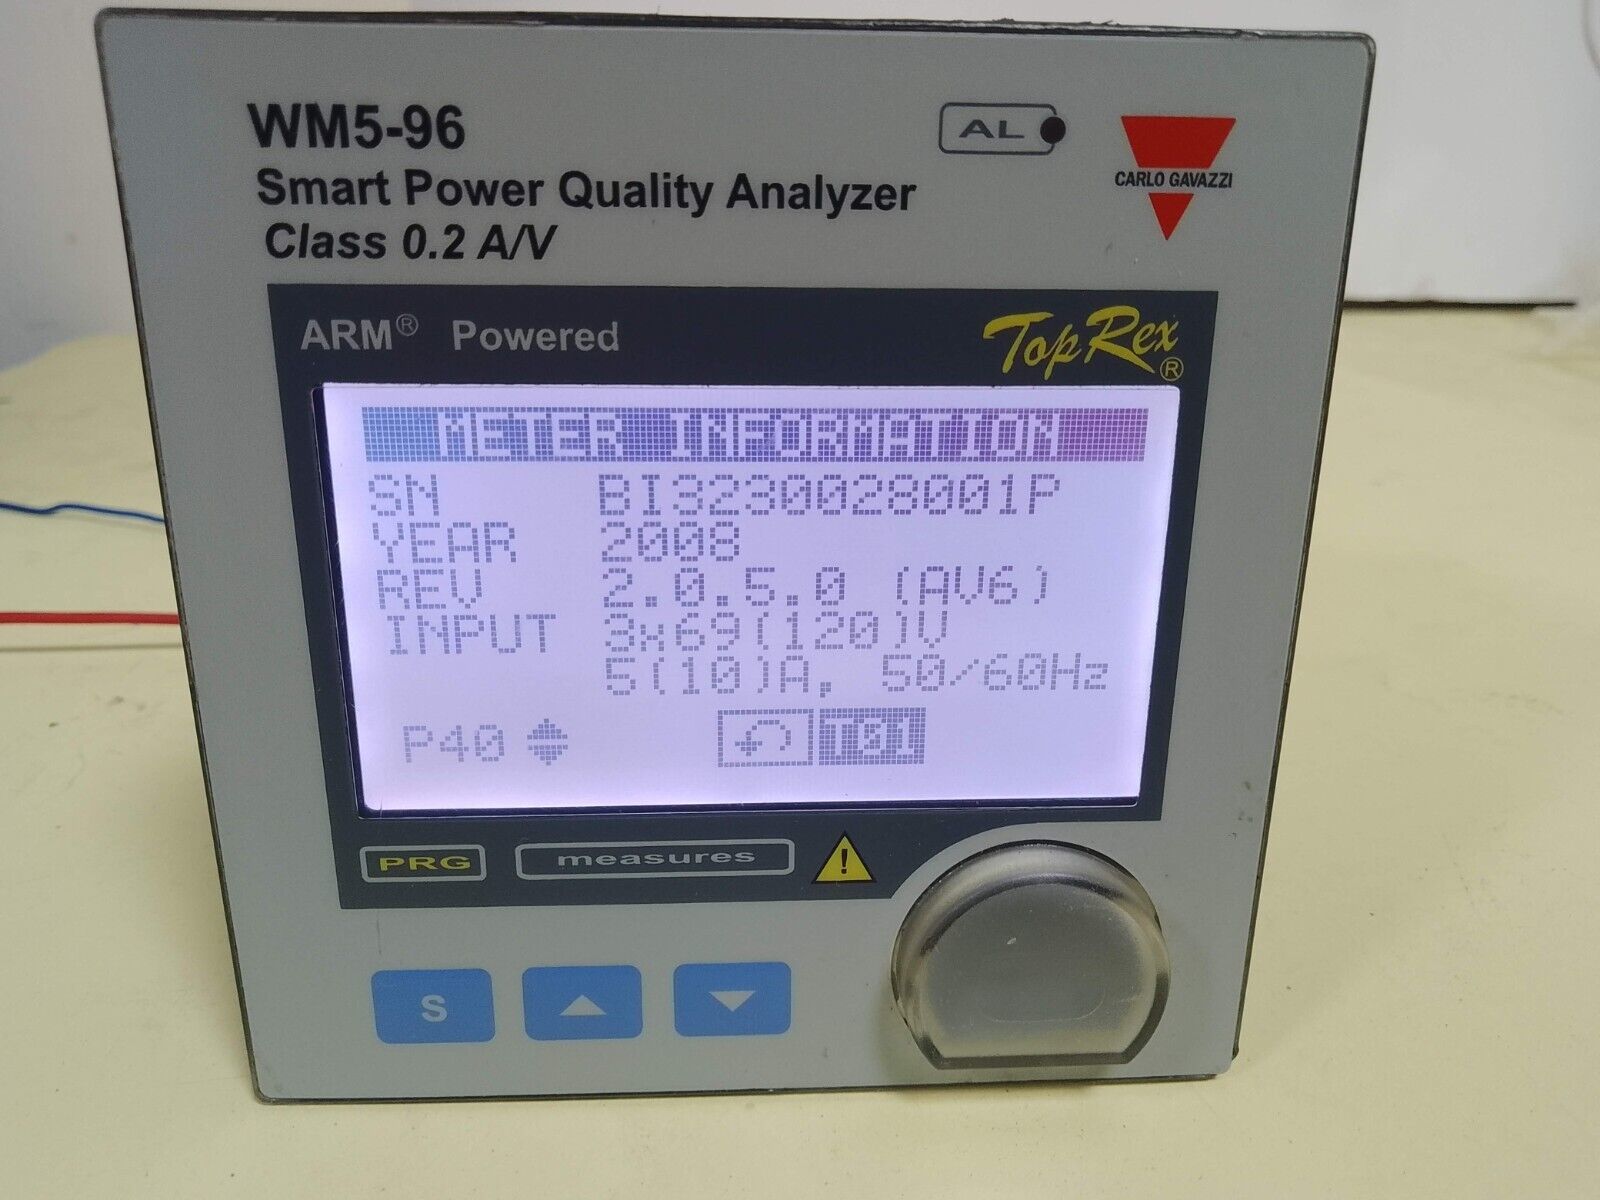 WM5-96
AL
CARLO GAVAZZI
Smart Power Quality Analyzer
Class 0.2 A/V
ARM® Powered
TopRex®
METER INFORMATION
SN BI3230028001P
YEAR 2008
REV 2.0.5.0 (AV6)
INPUT 3x69(120)V
5(10)A, 50/60Hz
P40
PRG
measures
!
S